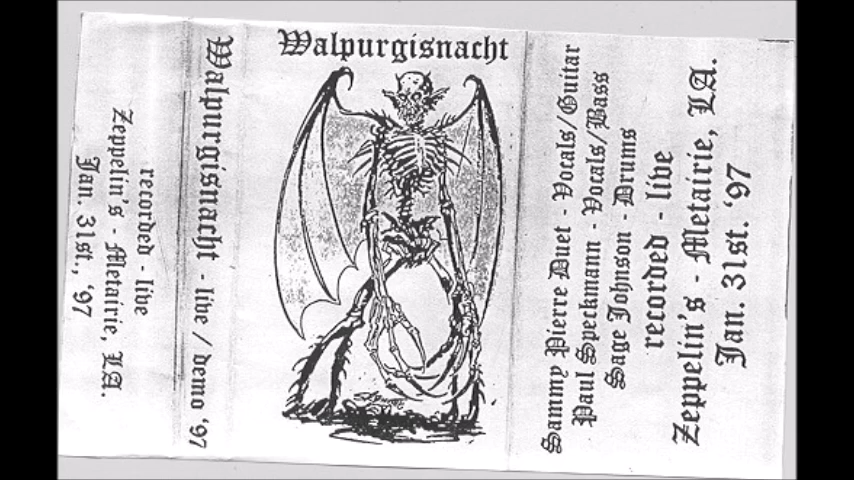 recorded - live
Zeppelin's - Metairie, LA.
Jan. 31st., '97
Walpurgisnacht - live / demo '97
Walpurgisnacht
Sammy Pierre Duet - Vocals/Guitar
Paul Speckmann - Vocals/Bass
Sage Johnson - Drums
recorded - live
Zeppelin's - Metairie, LA.
Jan. 31st. '97